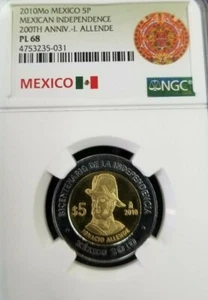 2010Mo MEXICO 5P
MEXICAN INDEPENDENCE
200TH ANNIV.-I. ALLENDE
PL 68
4753235-031
MEXICO
NGC
BICENTENARIO DE LA INDEPENDENCIA
$5
2010
IGNACIO ALLENDE
MÉXICO 2010